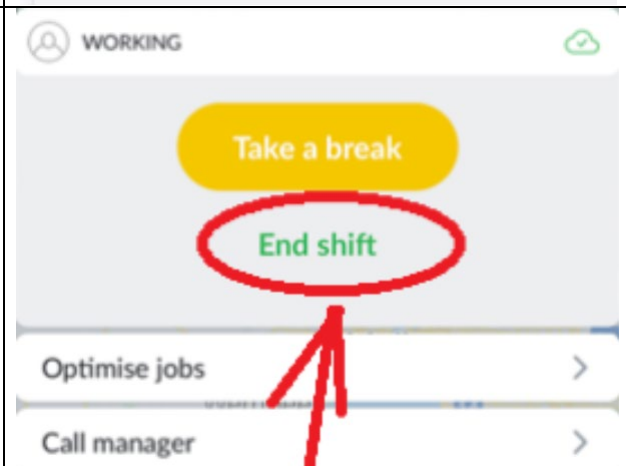 WORKING
Take a break
End shift
Optimise jobs
Call manager